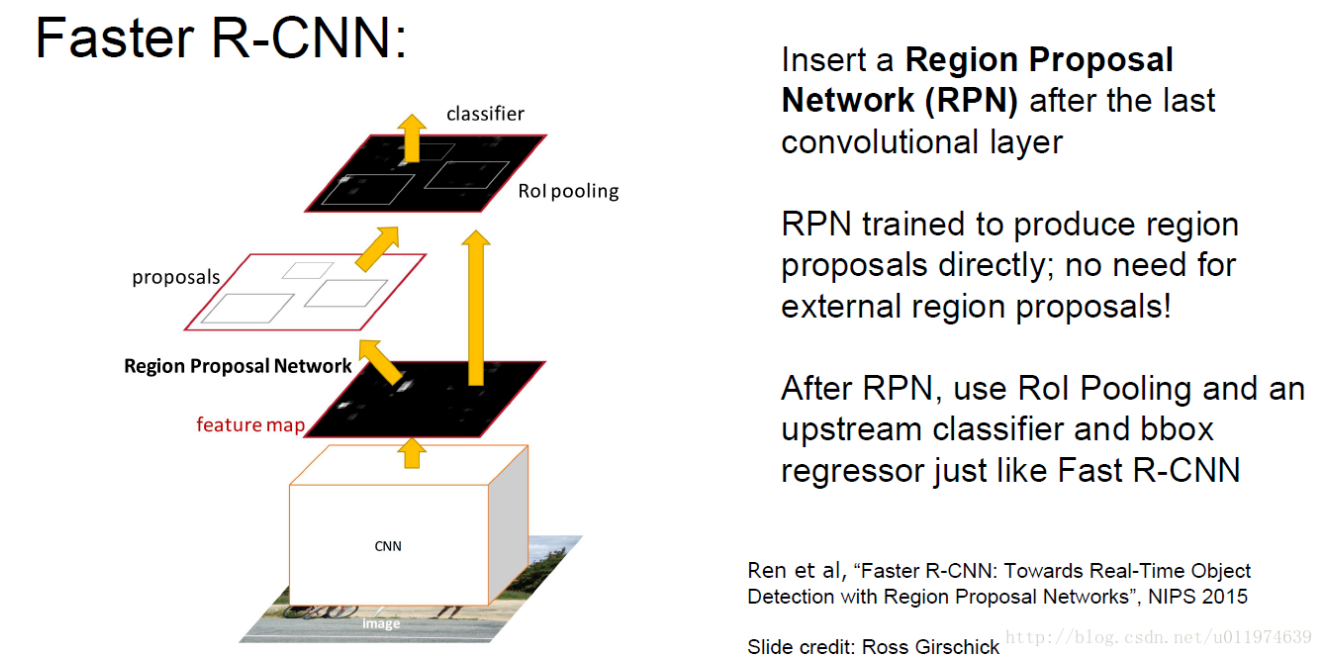 Faster R-CNN:
classifier
RoI pooling
proposals
Region Proposal Network
feature map
CNN
image
Insert a Region Proposal
Network (RPN) after the last
convolutional layer
RPN trained to produce region
proposals directly; no need for
external region proposals!
After RPN, use RoI Pooling and an
upstream classifier and bbox
regressor just like Fast R-CNN
Ren et al, “Faster R-CNN: Towards Real-Time Object
Detection with Region Proposal Networks”, NIPS 2015
Slide credit: Ross Girschick
http://blog.csdn.net/u011974639